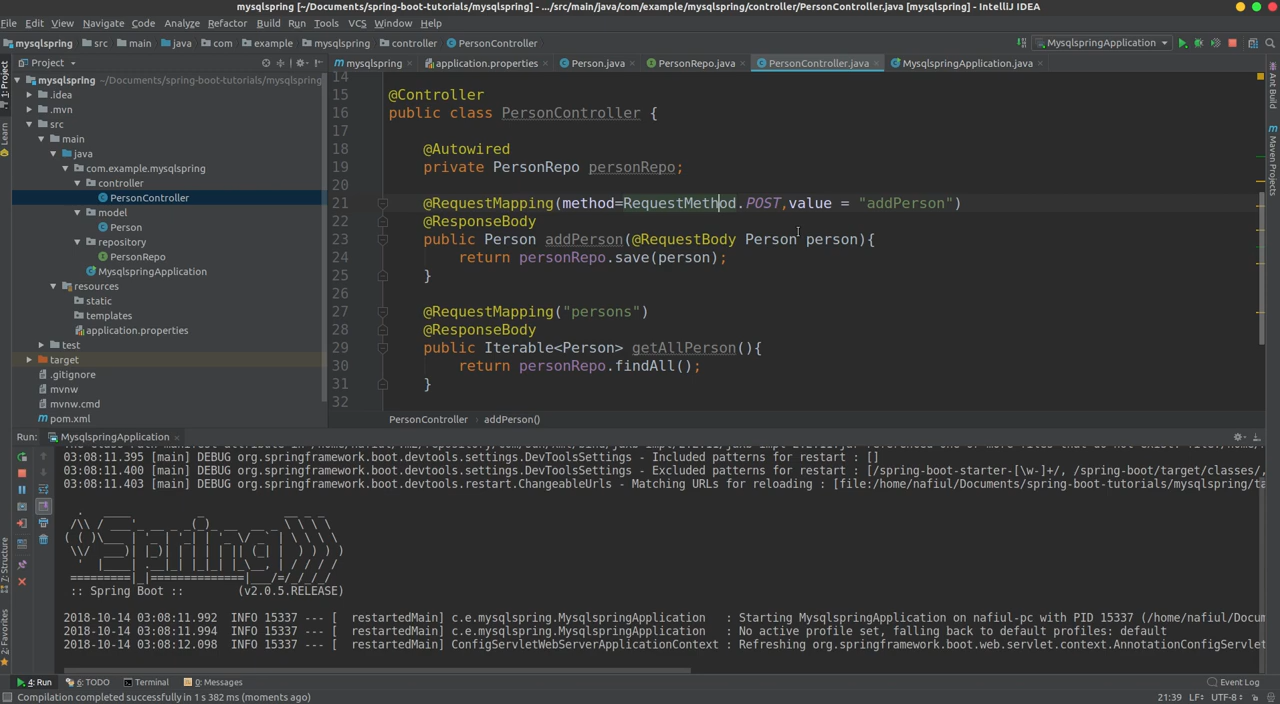 mysqlspring [~/Documents/spring-boot-tutorials/mysqlspring] - .../src/main/java/com/example/mysqlspring/controller/PersonController.java [mysqlspring] - IntelliJ IDEA
File Edit View Navigate Code Analyze Refactor Build Run Tools VCS Window Help
mysqlspring src main java com example mysqlspring controller PersonController MysqlspringApplication
Project mysqlspring application.properties Person.java PersonRepo.java PersonController.java MysqlspringApplication.java
1: Project
Learn
7: Structure
2: Favorites
Ant Build
Maven Projects
mysqlspring ~/Documents/spring-boot-tutorials/mysqlspring
.idea
.mvn
src
main
java
com.example.mysqlspring
controller
PersonController
model
Person
repository
PersonRepo
MysqlspringApplication
resources
static
templates
application.properties
test
target
.gitignore
mvnw
mvnw.cmd
pom.xml
14
15 @Controller
16 public class PersonController {
17
18 @Autowired
19 private PersonRepo personRepo;
20
21 @RequestMapping(method=RequestMethod.POST,value = "addPerson")
22 @ResponseBody
23 public Person addPerson(@RequestBody Person person){
24 return personRepo.save(person);
25 }
26
27 @RequestMapping("persons")
28 @ResponseBody
29 public Iterable<Person> getAllPerson(){
30 return personRepo.findAll();
31 }
32
PersonController addPerson()
Run: MysqlspringApplication
03:08:11.395 [main] DEBUG org.springframework.boot.devtools.settings.DevToolsSettings - Included patterns for restart : []
03:08:11.400 [main] DEBUG org.springframework.boot.devtools.settings.DevToolsSettings - Excluded patterns for restart : [/spring-boot-starter-[\w-]+/, /spring-boot/target/classes/,
03:08:11.403 [main] DEBUG org.springframework.boot.devtools.restart.ChangeableUrls - Matching URLs for reloading : [file:/home/nafiul/Documents/spring-boot-tutorials/mysqlspring/ta
:: Spring Boot :: (v2.0.5.RELEASE)
2018-10-14 03:08:11.992 INFO 15337 --- [ restartedMain] c.e.mysqlspring.MysqlspringApplication : Starting MysqlspringApplication on nafiul-pc with PID 15337 (/home/nafiul/Docum
2018-10-14 03:08:11.994 INFO 15337 --- [ restartedMain] c.e.mysqlspring.MysqlspringApplication : No active profile set, falling back to default profiles: default
2018-10-14 03:08:12.098 INFO 15337 --- [ restartedMain] ConfigServletWebServerApplicationContext : Refreshing org.springframework.boot.web.servlet.context.AnnotationConfigServlet
4: Run 6: TODO Terminal 0: Messages Event Log
Compilation completed successfully in 1 s 382 ms (moments ago) 21:39 LF÷ UTF-8÷